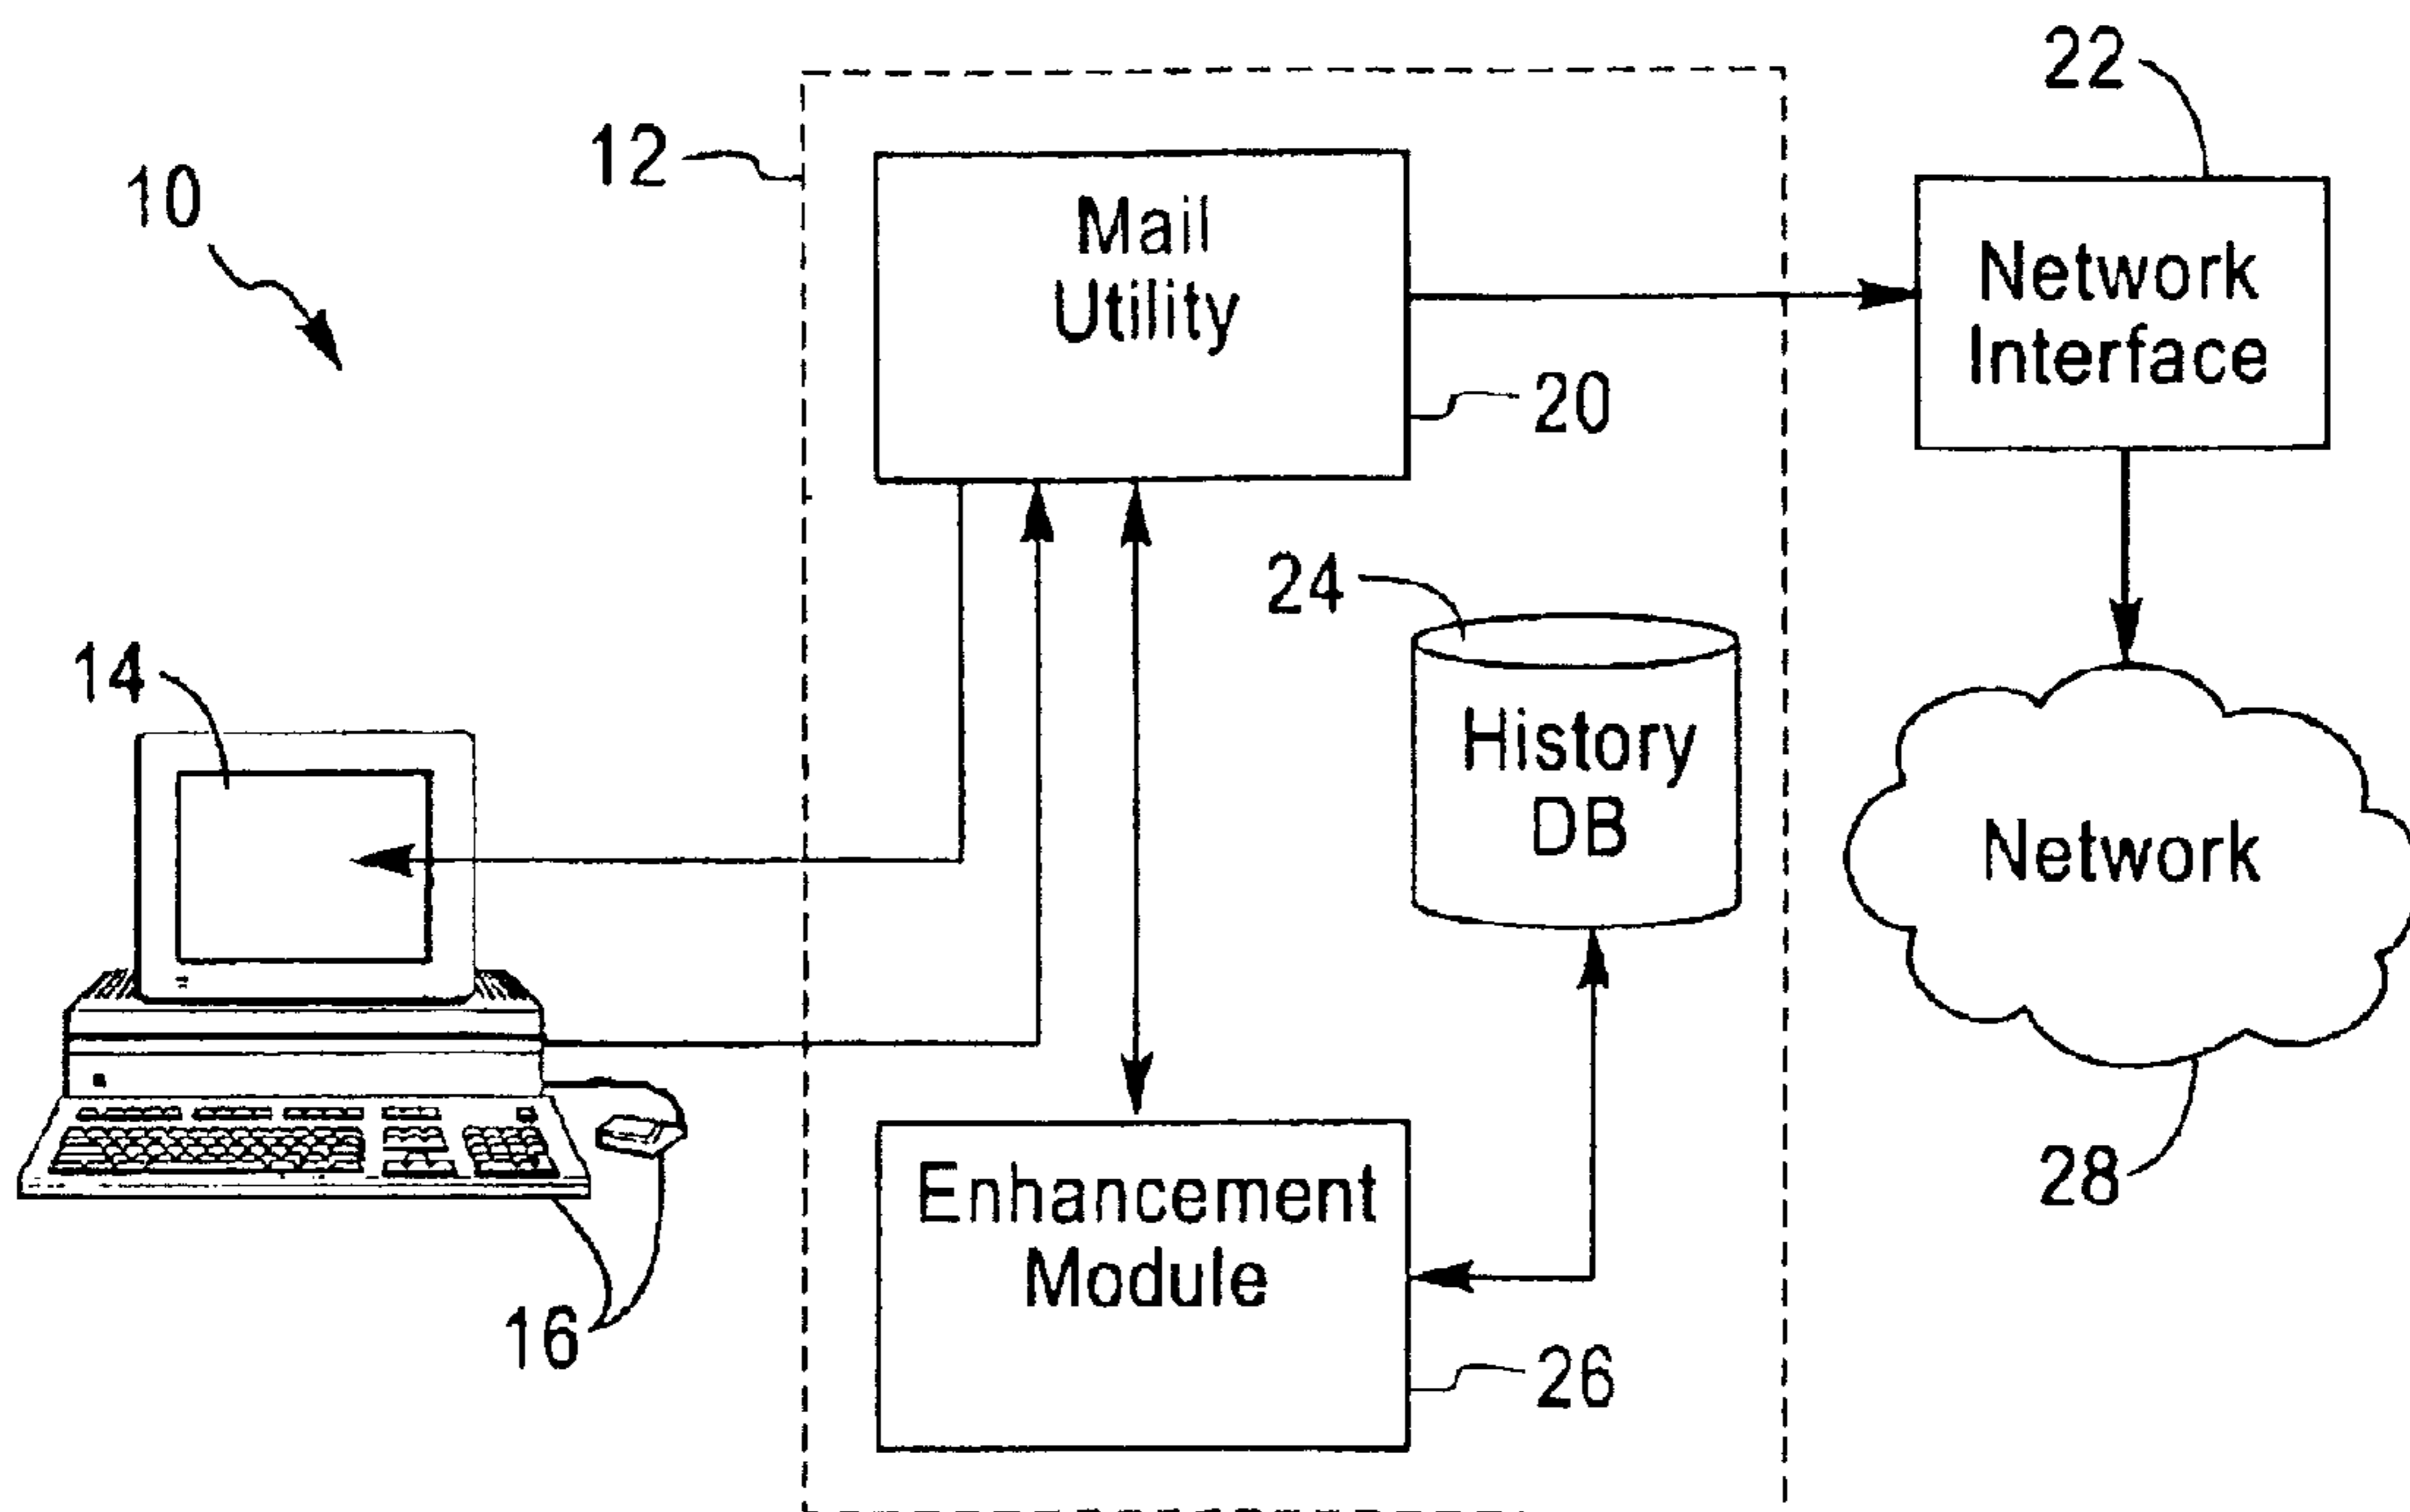 10
12
22
Mail
Utility
Network
Interface
20
24
14
History
DB
Network
Enhancement
Module
28
16
26